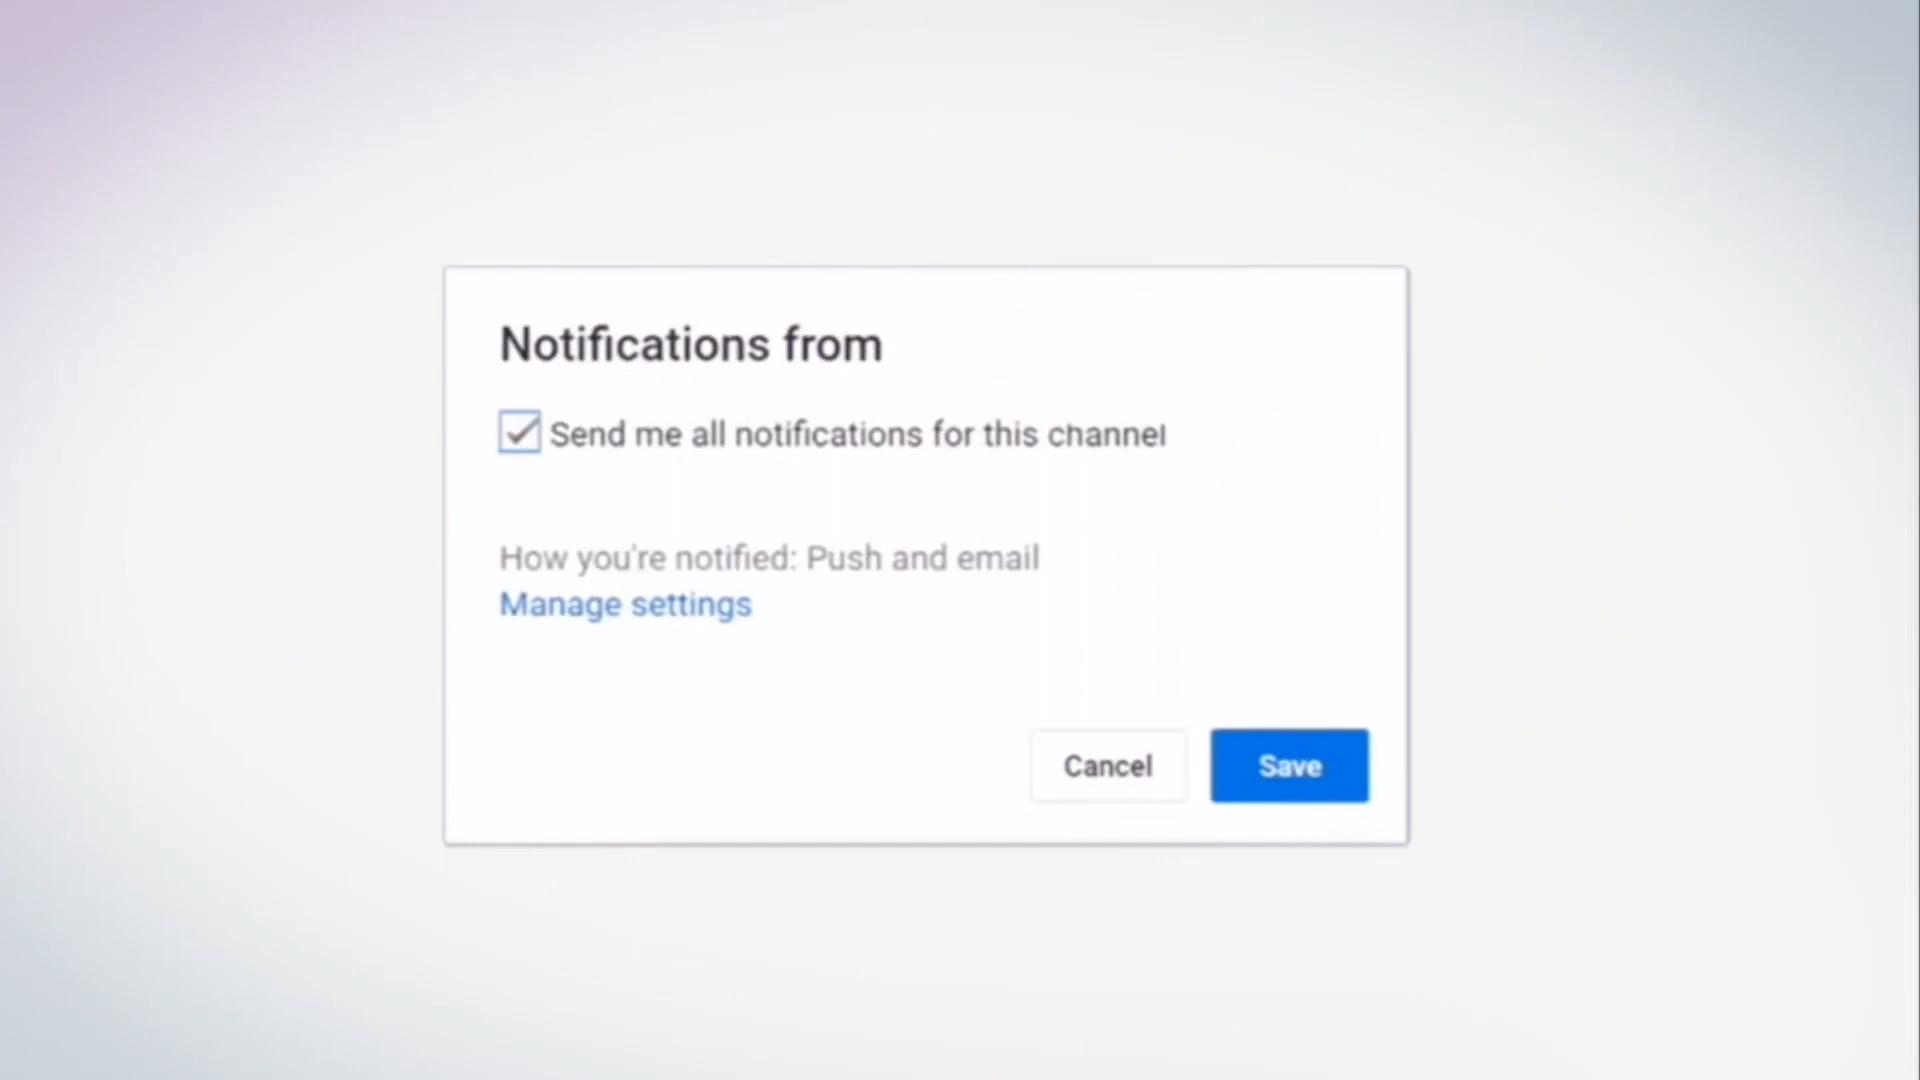 Notifications from
Send me all notifications for this channel
How you're notified: Push and email
Manage settings
Cancel
Save